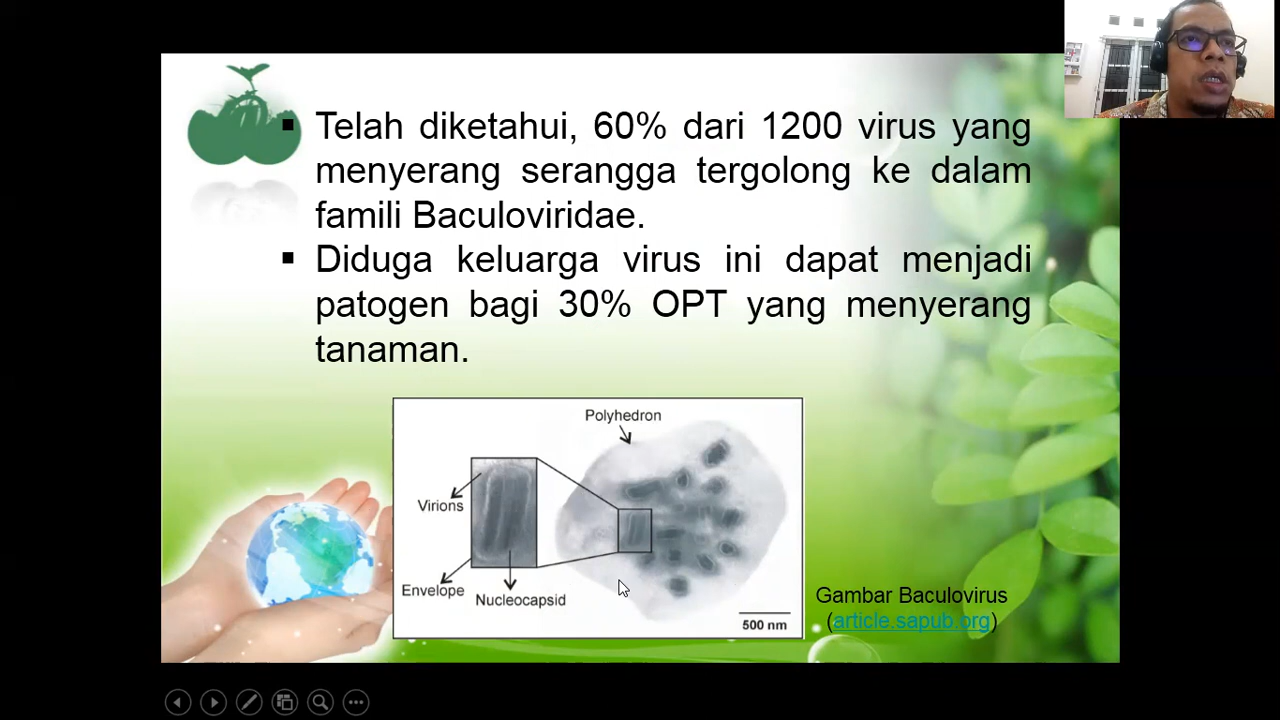 ▪ Telah diketahui, 60% dari 1200 virus yang
menyerang serangga tergolong ke dalam
famili Baculoviridae.
▪ Diduga keluarga virus ini dapat menjadi
patogen bagi 30% OPT yang menyerang
tanaman.
Polyhedron
Virions
Envelope
Nucleocapsid
500 nm
Gambar Baculovirus
(article.sapub.org)